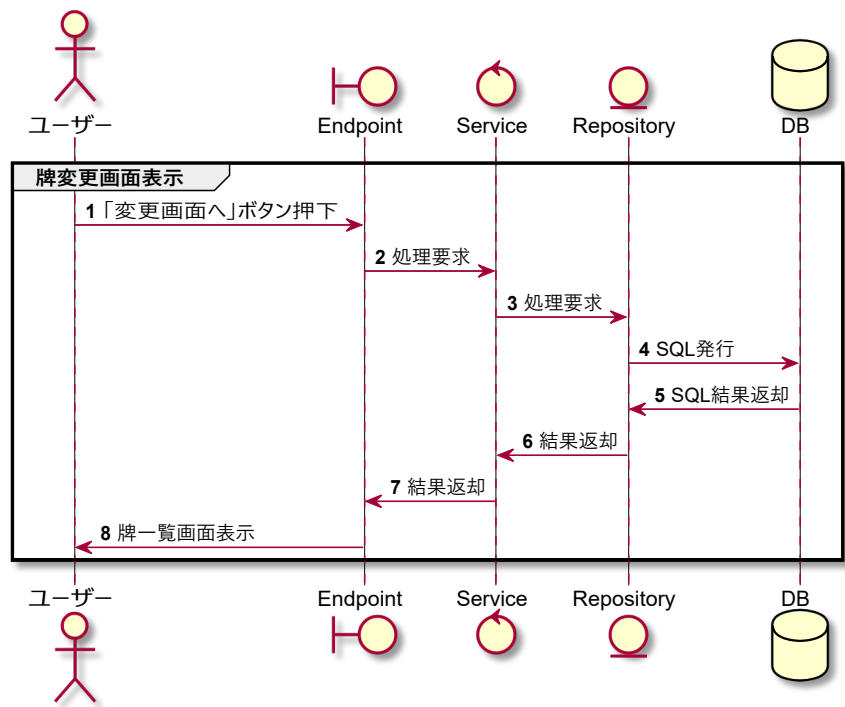 ユーザー Endpoint Service Repository DB
牌変更画面表示
1 「変更画面へ」ボタン押下
2 処理要求
3 処理要求
4 SQL発行
5 SQL結果返却
6 結果返却
7 結果返却
8 牌一覧画面表示
ユーザー Endpoint Service Repository DB